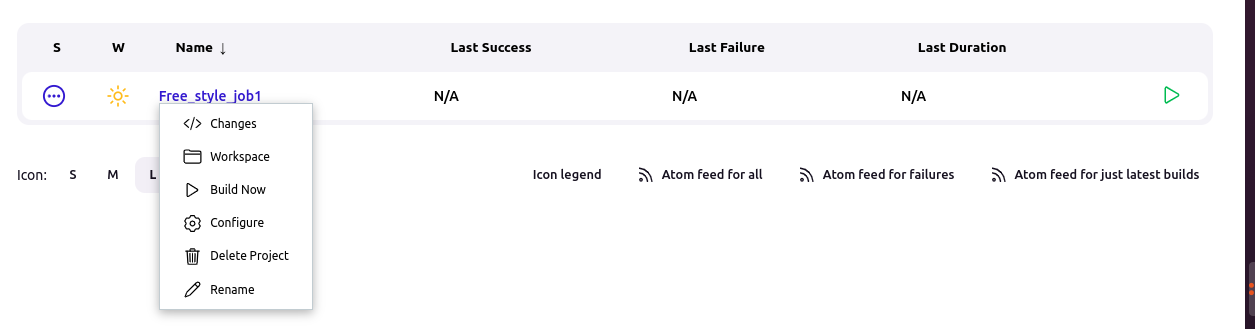 S W Name ↓ Last Success Last Failure Last Duration
Free_style_job1 N/A N/A N/A
Changes
Workspace
Icon: S M L Icon legend Atom feed for all Atom feed for failures Atom feed for just latest builds
Build Now
Configure
Delete Project
Rename